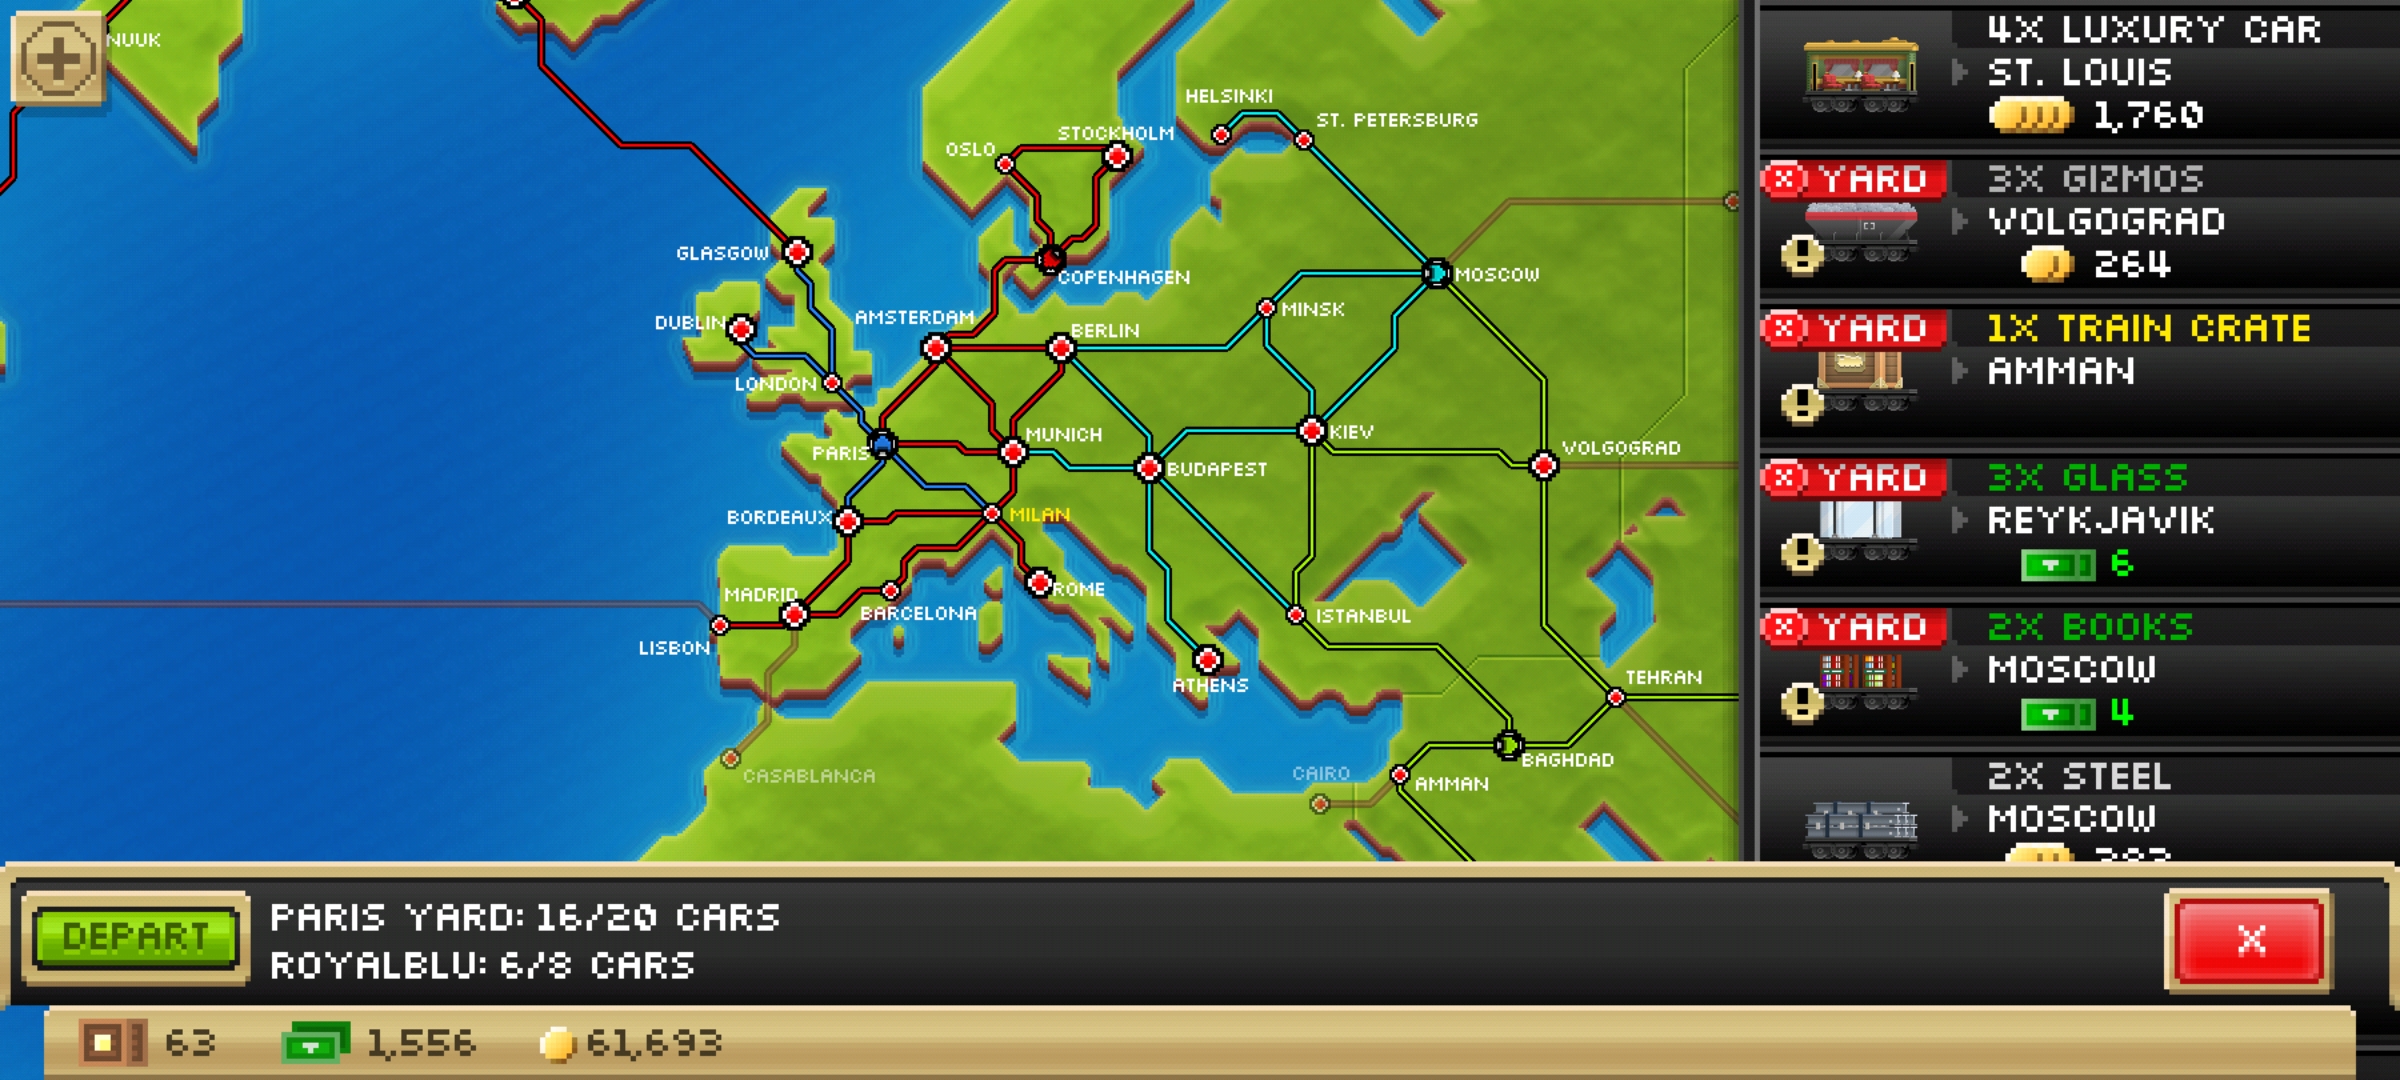 NUUK
HELSINKI
ST. PETERSBURG
STOCKHOLM
OSLO
GLASGOW
COPENHAGEN
MOSCOW
MINSK
DUBLIN
AMSTERDAM
BERLIN
LONDON
MUNICH
KIEV
VOLGOGRAD
PARIS
BUDAPEST
BORDEAUX
MILAN
MADRID
ROME
BARCELONA
ISTANBUL
LISBON
ATHENS
TEHRAN
CASABLANCA
CAIRO
AMMAN
BAGHDAD
4X LUXURY CAR
ST. LOUIS
1,760
YARD
3X GIZMOS
VOLGOGRAD
264
YARD
1X TRAIN CRATE
AMMAN
YARD
3X GLASS
REYKJAVIK
6
YARD
2X BOOKS
MOSCOW
4
2X STEEL
MOSCOW
DEPART
PARIS YARD: 16/20 CARS
ROYALBLU: 6/8 CARS
X
63
1,556
61,693